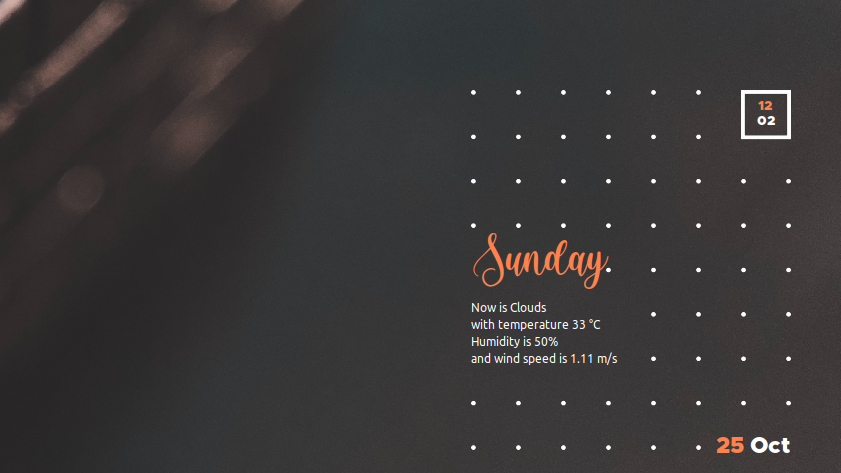 12
02
Sunday
Now is Clouds
with temperature 33 °C
Humidity is 50%
and wind speed is 1.11 m/s
25 Oct